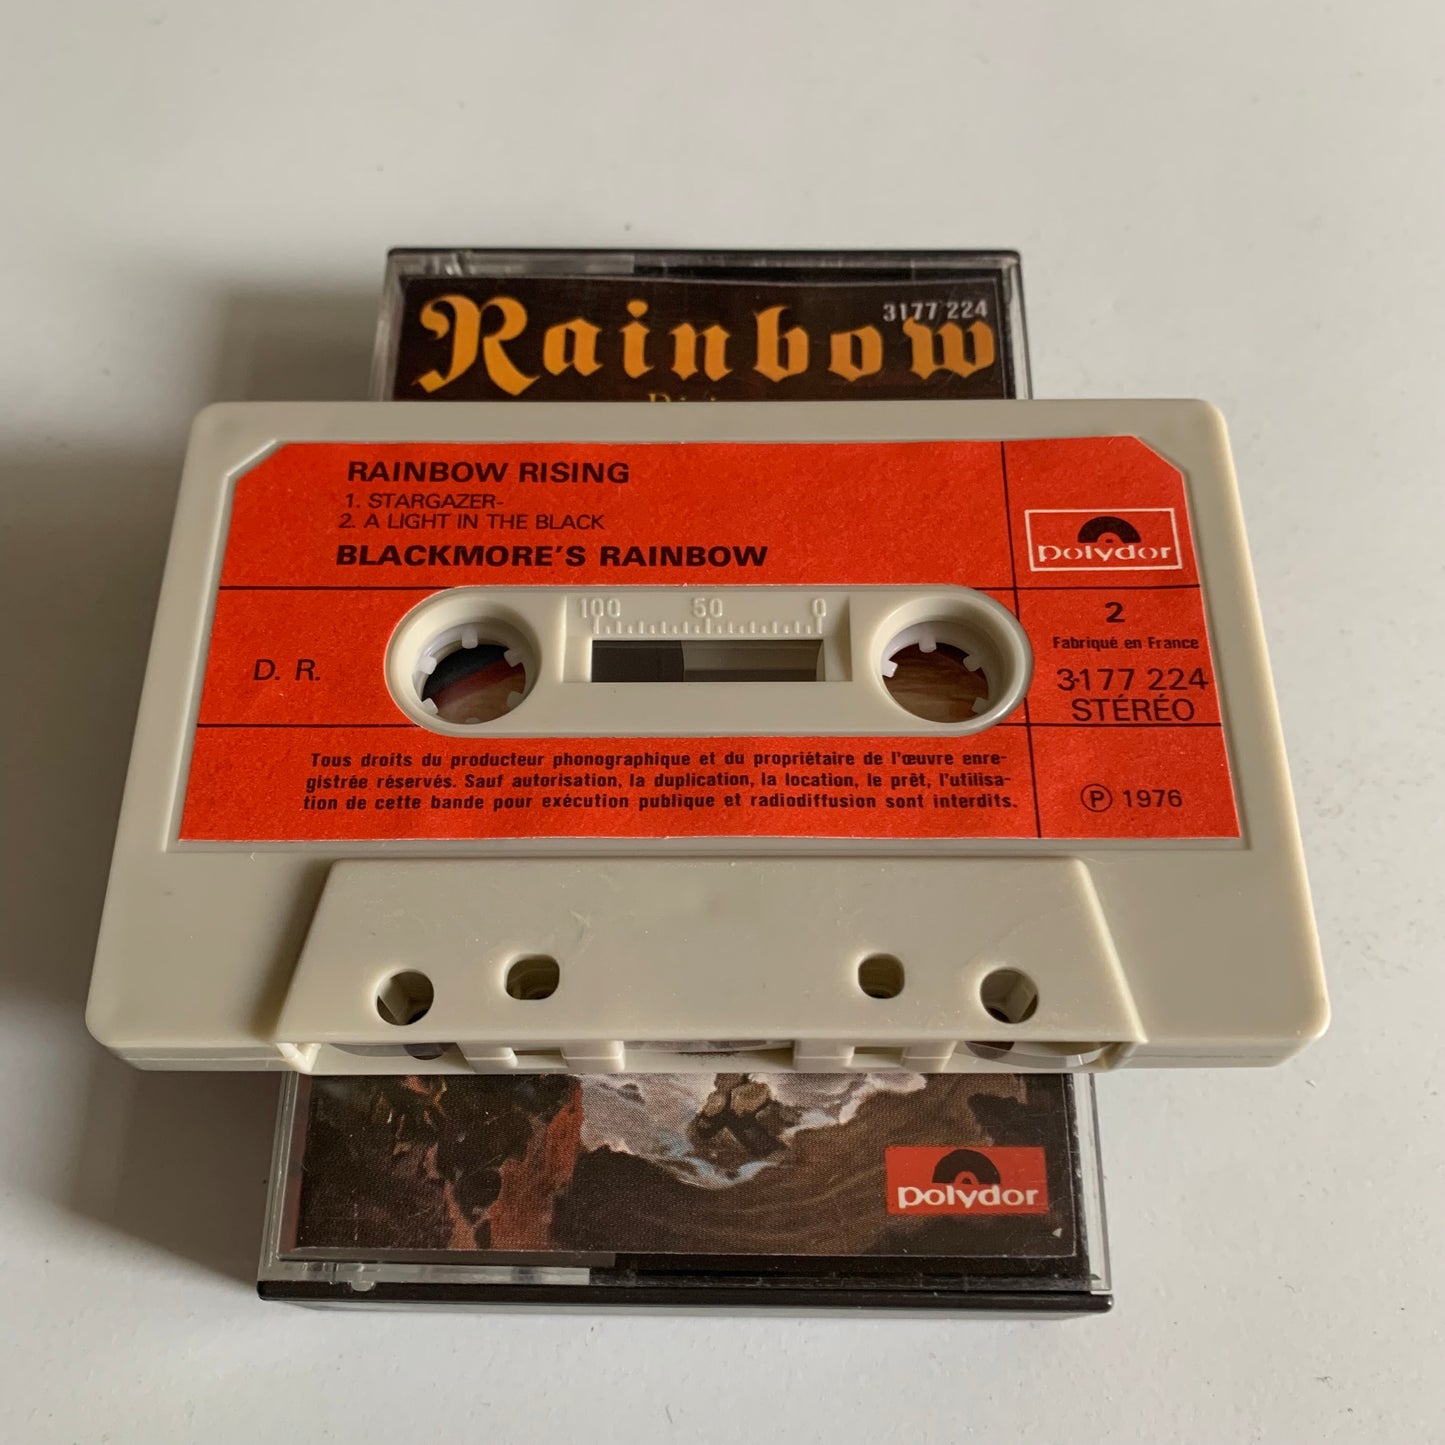 Rainbow
3177 224
RAINBOW RISING
1. STARGAZER-
2. A LIGHT IN THE BLACK
BLACKMORE'S RAINBOW
polydor
D. R.
100 50 0
2
Fabriqué en France
3177 224
STÉRÉO
Tous droits du producteur phonographique et du propriétaire de l'œuvre enre-
gistrée réservés. Sauf autorisation, la duplication, la location, le prêt, l'utilisa-
tion de cette bande pour exécution publique et radiodiffusion sont interdits.
Ⓟ 1976
polydor